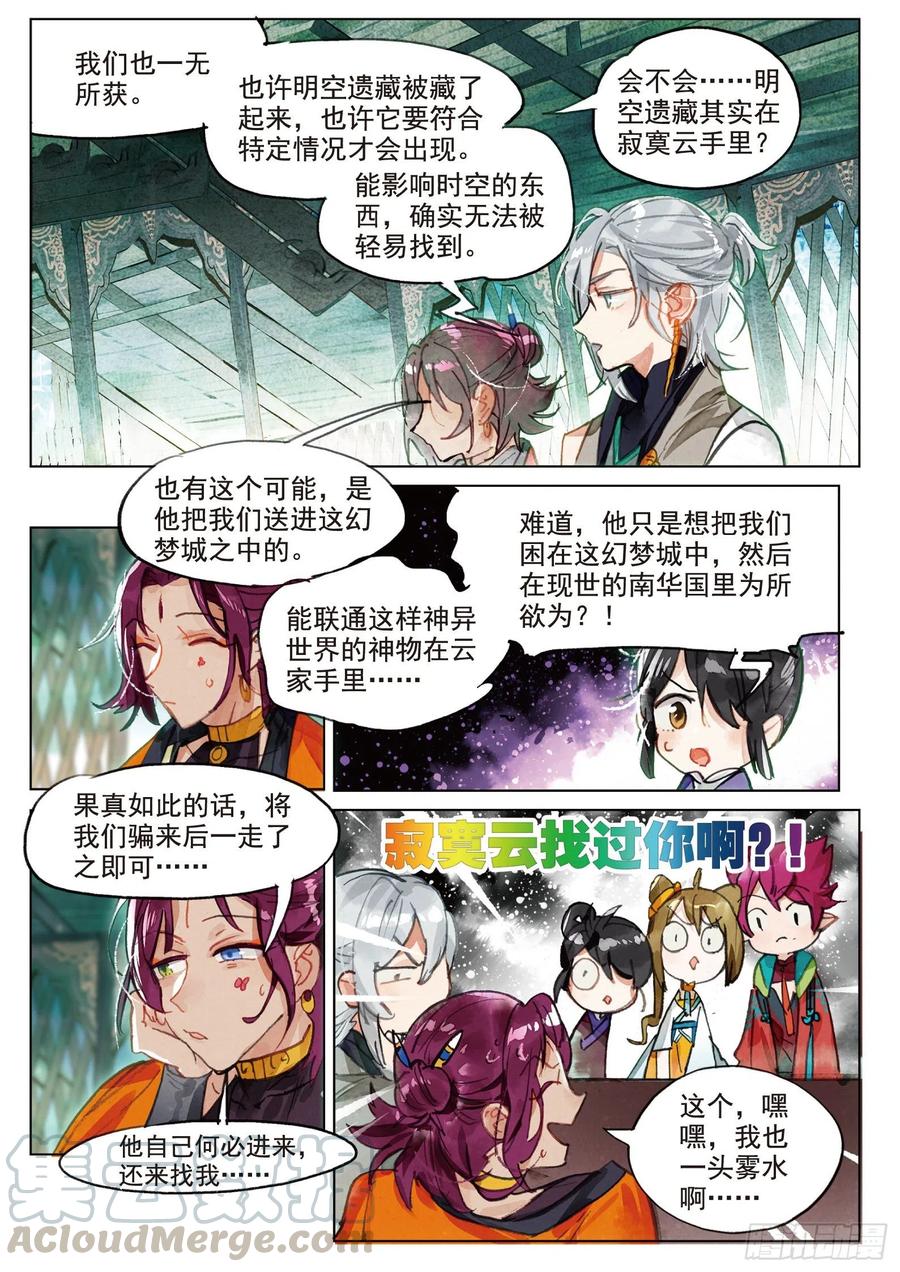 我们也一无
所获。
也许明空遗藏被藏了
起来，也许它要符合
特定情况才会出现。
能影响时空的东
西，确实无法被
轻易找到。
会不会……明
空遗藏其实在
寂寞云手里？
也有这个可能，是
他把我们送进这幻
梦城之中的。
能联通这样神异
世界的神物在云
家手里……
难道，他只是想把我们
困在这幻梦城中，然后
在现世的南华国里为所
欲为？！
果真如此的话，将
我们骗来后一走了
之即可……
他自己何必进来，
还来找我……
寂寞云找过你啊？！
这个，嘿
嘿，我也
一头雾水
啊……
集云数据
ACloudMerge.com
腾讯动漫